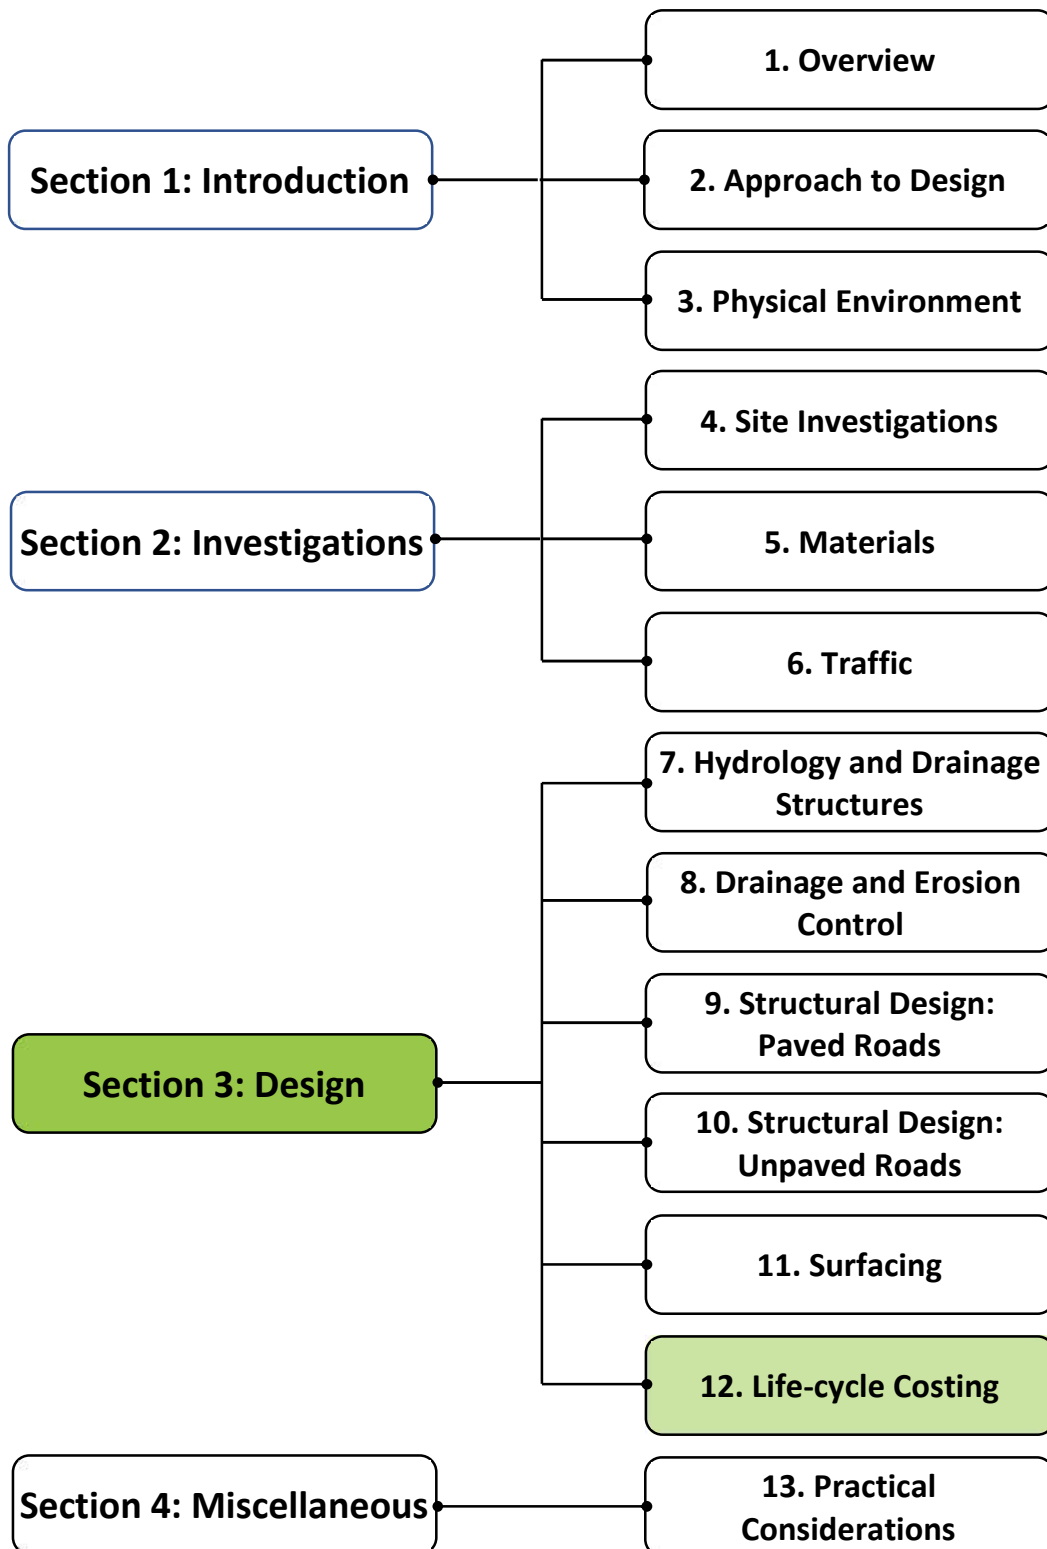 Section 1: Introduction
1. Overview
2. Approach to Design
3. Physical Environment
Section 2: Investigations
4. Site Investigations
5. Materials
6. Traffic
Section 3: Design
7. Hydrology and Drainage
Structures
8. Drainage and Erosion
Control
9. Structural Design:
Paved Roads
10. Structural Design:
Unpaved Roads
11. Surfacing
12. Life-cycle Costing
Section 4: Miscellaneous
13. Practical
Considerations